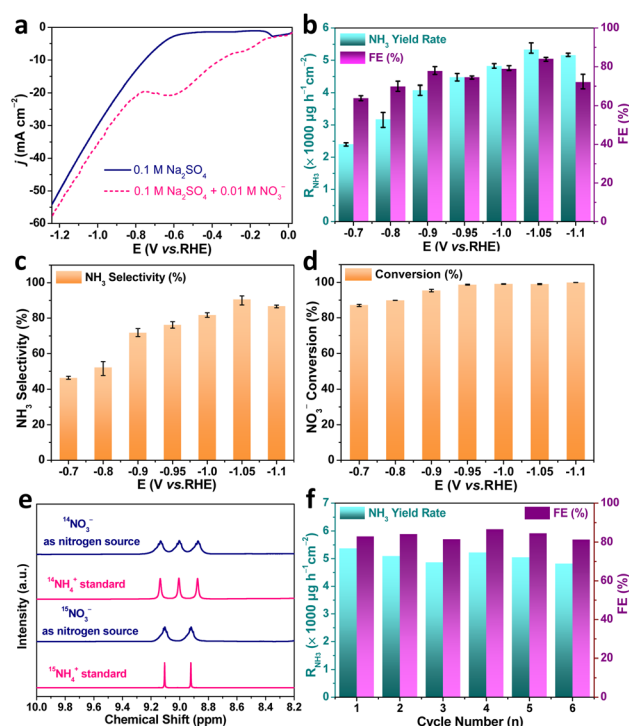 a
0
-10
-20
-30
-40
-50
-60
j (mA cm⁻²)
0.1 M Na₂SO₄
0.1 M Na₂SO₄ + 0.01 M NO₃⁻
-1.2 -1.0 -0.8 -0.6 -0.4 -0.2 0.0
E (V vs.RHE)
b
NH₃ Yield Rate
FE (%)
6
5
4
3
2
1
0
R_NH₃ (× 1000 µg h⁻¹ cm⁻²)
100
80
60
40
20
0
FE (%)
-0.7 -0.8 -0.9 -0.95 -1.0 -1.05 -1.1
E (V vs.RHE)
c
NH₃ Selectivity (%)
100
80
60
40
20
0
NH₃ Selectivity (%)
-0.7 -0.8 -0.9 -0.95 -1.0 -1.05 -1.1
E (V vs.RHE)
d
Conversion (%)
100
80
60
40
20
0
NO₃⁻ Conversion (%)
-0.7 -0.8 -0.9 -0.95 -1.0 -1.05 -1.1
E (V vs.RHE)
e
¹⁴NO₃⁻
as nitrogen source
¹⁴NH₄⁺ standard
¹⁵NO₃⁻
as nitrogen source
¹⁵NH₄⁺ standard
Intensity (a.u.)
10.0 9.8 9.6 9.4 9.2 9.0 8.8 8.6 8.4 8.2
Chemical Shift (ppm)
f
NH₃ Yield Rate
FE (%)
7
6
5
4
3
2
1
0
R_NH₃ (× 1000 µg h⁻¹ cm⁻²)
100
80
60
40
20
0
FE (%)
1 2 3 4 5 6
Cycle Number (n)